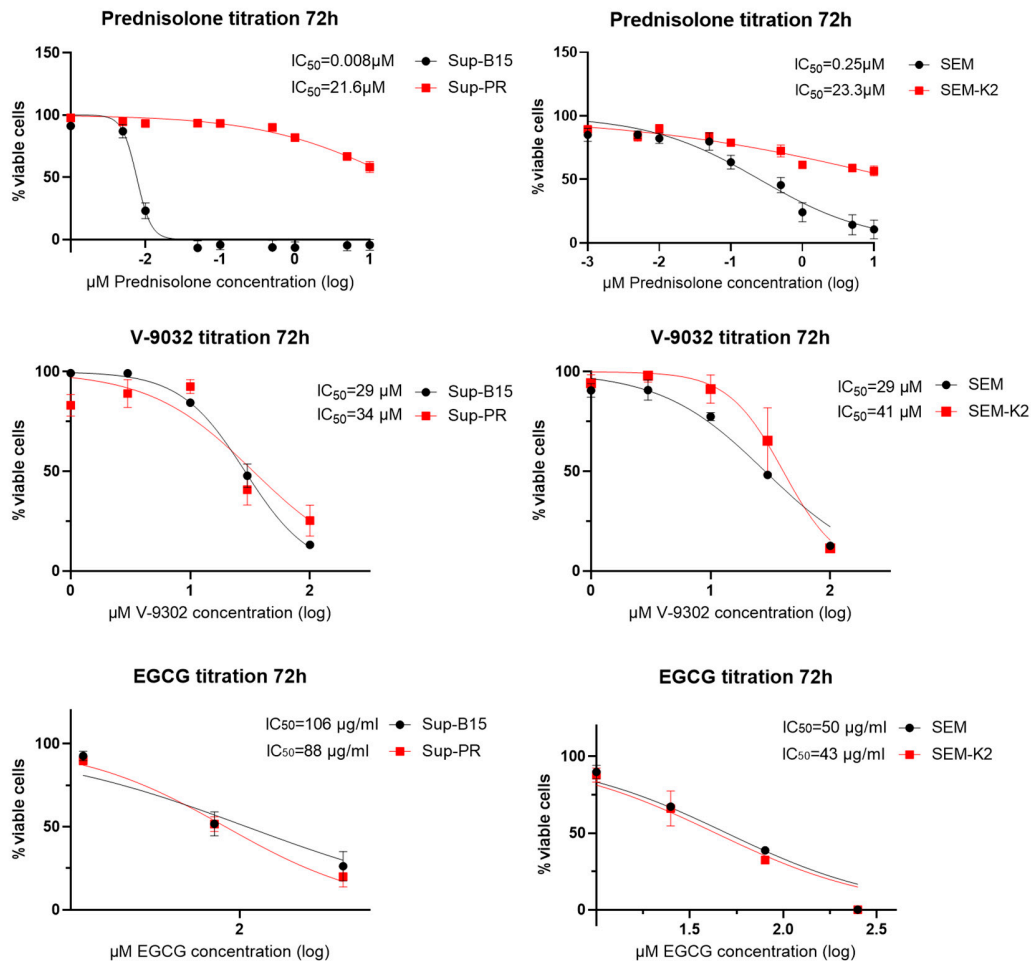 Prednisolone titration 72h
150
100
50
0
% viable cells
IC50=0.008µM
Sup-B15
IC50=21.6µM
Sup-PR
-2
-1
0
1
µM Prednisolone concentration (log)
Prednisolone titration 72h
150
100
50
0
% viable cells
IC50=0.25µM
SEM
IC50=23.3µM
SEM-K2
-3
-2
-1
0
1
µM Prednisolone concentration (log)
V-9032 titration 72h
100
50
0
% viable cells
IC50=29 µM
Sup-B15
IC50=34 µM
Sup-PR
0
1
2
µM V-9302 concentration (log)
V-9032 titration 72h
100
50
0
% viable cells
IC50=29 µM
SEM
IC50=41 µM
SEM-K2
0
1
2
µM V-9302 concentration (log)
EGCG titration 72h
100
50
0
% viable cells
IC50=106 µg/ml
Sup-B15
IC50=88 µg/ml
Sup-PR
2
µM EGCG concentration (log)
EGCG titration 72h
100
50
0
% viable cells
IC50=50 µg/ml
SEM
IC50=43 µg/ml
SEM-K2
1.5
2.0
2.5
µM EGCG concentration (log)